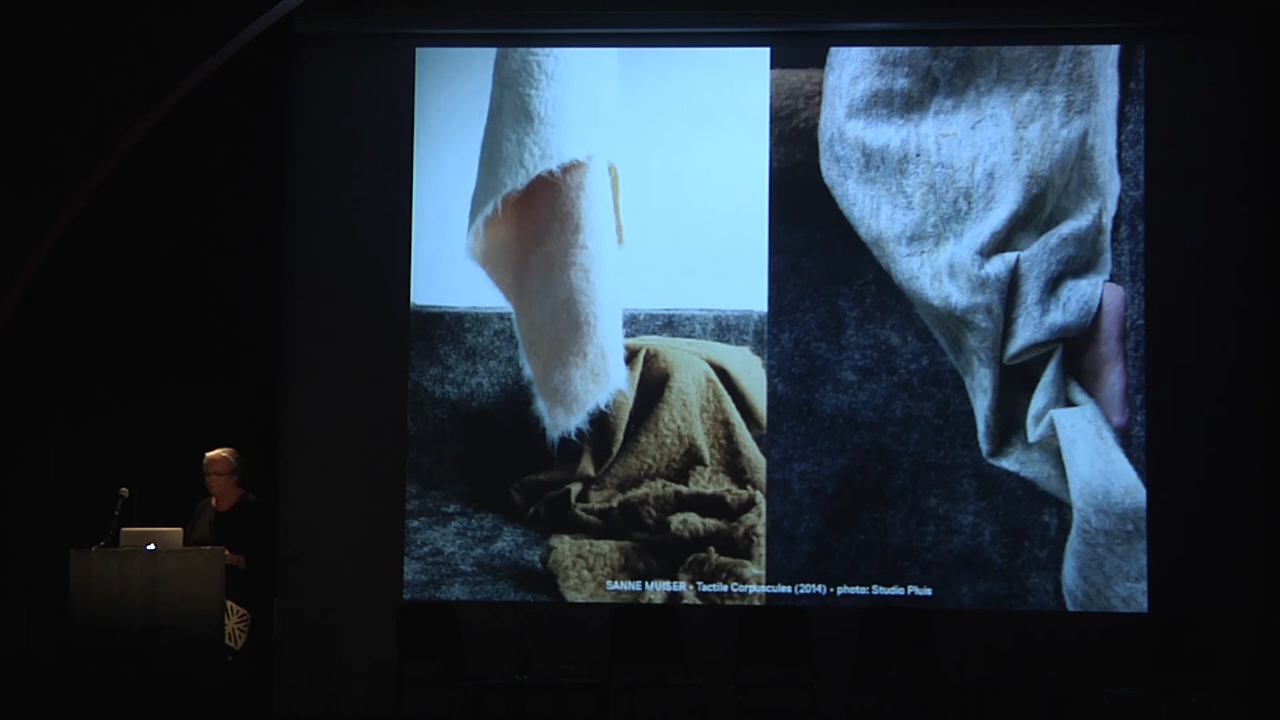 SANNE MUISER • Tactile Corpuscules (2014) • photo: Studio Pluis